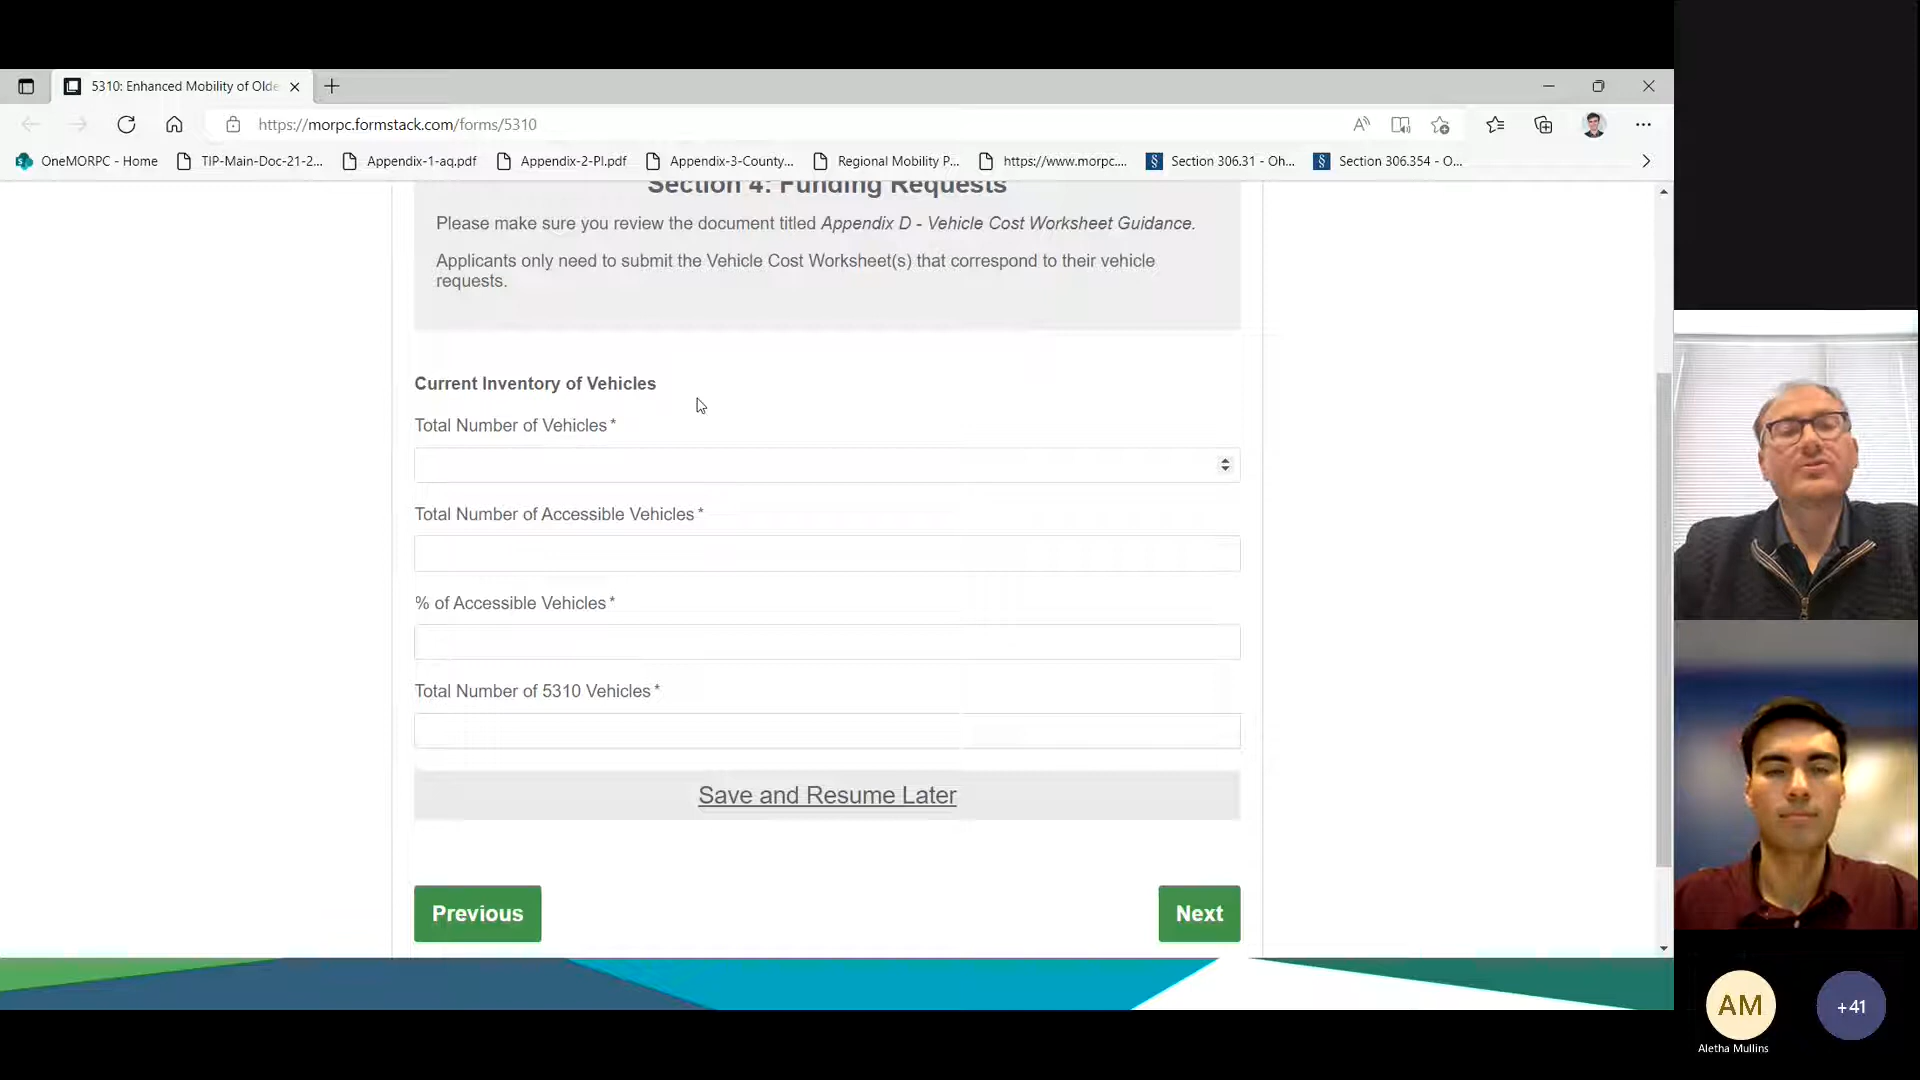 5310: Enhanced Mobility of Olde
https://morpc.formstack.com/forms/5310
OneMORPC - Home
TIP-Main-Doc-21-2...
Appendix-1-aq.pdf
Appendix-2-PI.pdf
Appendix-3-County...
Regional Mobility P...
https://www.morpc....
§ Section 306.31 - Oh...
§ Section 306.354 - O...
Section 4: Funding Requests
Please make sure you review the document titled Appendix D - Vehicle Cost Worksheet Guidance.
Applicants only need to submit the Vehicle Cost Worksheet(s) that correspond to their vehicle
requests.
Current Inventory of Vehicles
Total Number of Vehicles*
Total Number of Accessible Vehicles*
% of Accessible Vehicles*
Total Number of 5310 Vehicles*
Save and Resume Later
Previous
Next
AM
+41
Aletha Mullins